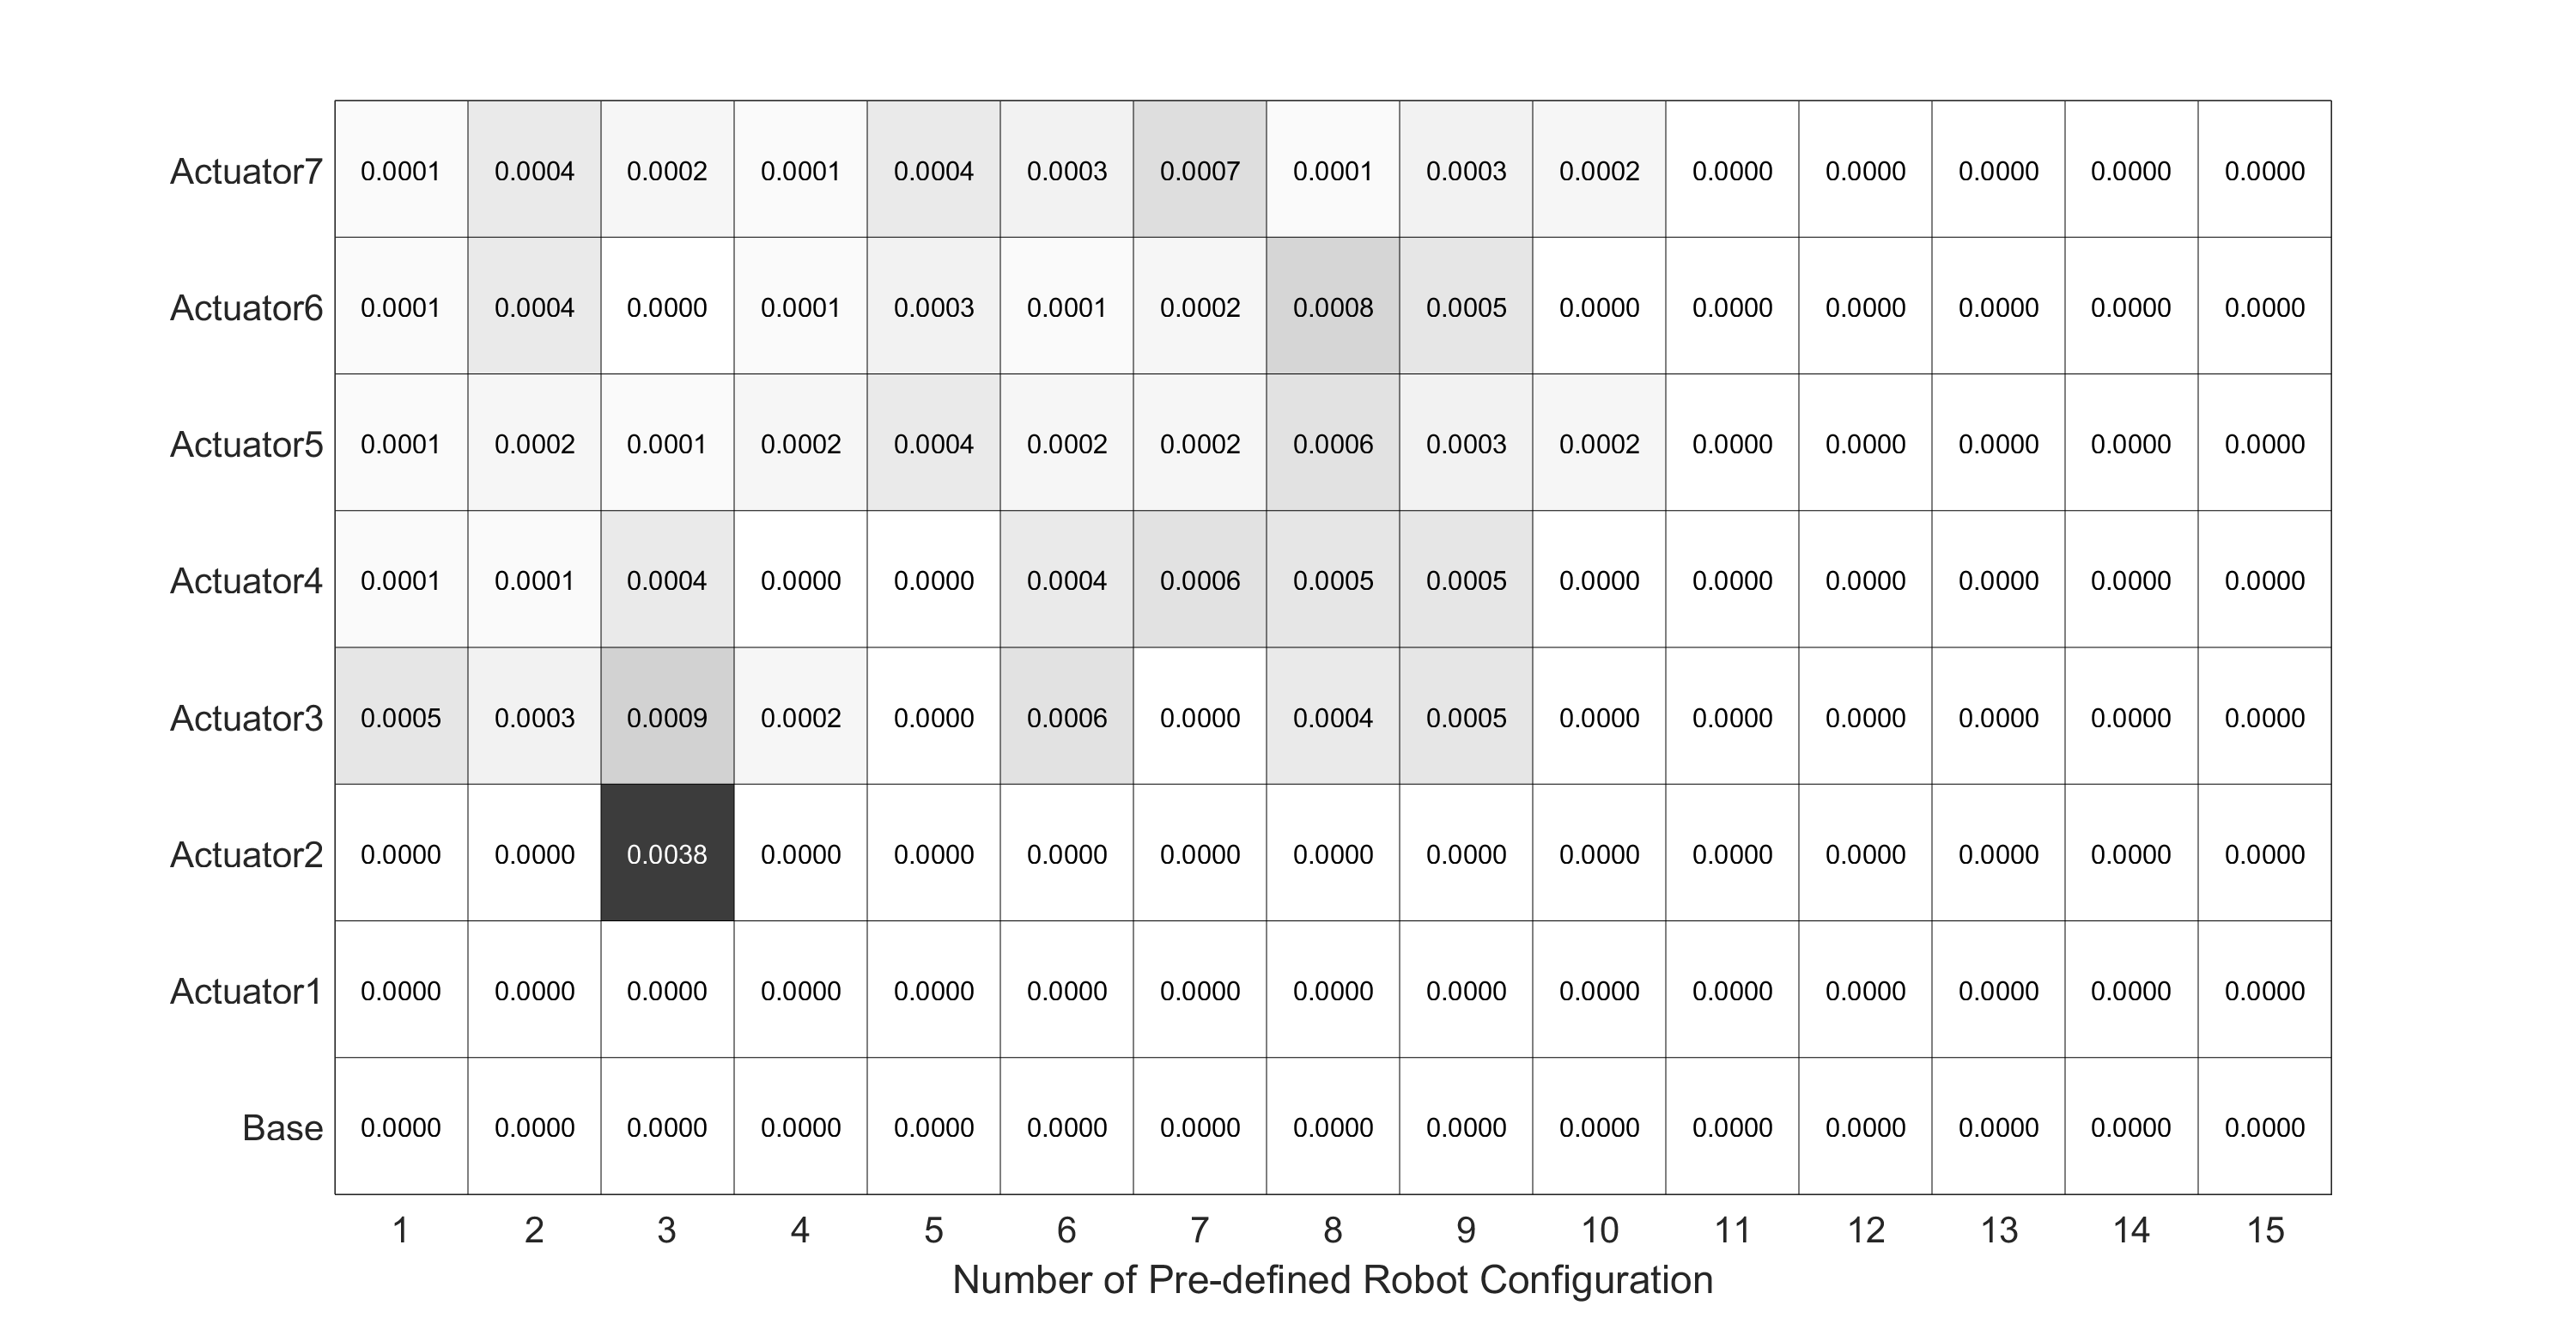 Actuator7 0.0001 0.0004 0.0002 0.0001 0.0004 0.0003 0.0007 0.0001 0.0003 0.0002 0.0000 0.0000 0.0000 0.0000 0.0000
Actuator6 0.0001 0.0004 0.0000 0.0001 0.0003 0.0001 0.0002 0.0008 0.0005 0.0000 0.0000 0.0000 0.0000 0.0000 0.0000
Actuator5 0.0001 0.0002 0.0001 0.0002 0.0004 0.0002 0.0002 0.0006 0.0003 0.0002 0.0000 0.0000 0.0000 0.0000 0.0000
Actuator4 0.0001 0.0001 0.0004 0.0000 0.0000 0.0004 0.0006 0.0005 0.0005 0.0000 0.0000 0.0000 0.0000 0.0000 0.0000
Actuator3 0.0005 0.0003 0.0009 0.0002 0.0000 0.0006 0.0000 0.0004 0.0005 0.0000 0.0000 0.0000 0.0000 0.0000 0.0000
Actuator2 0.0000 0.0000 0.0038 0.0000 0.0000 0.0000 0.0000 0.0000 0.0000 0.0000 0.0000 0.0000 0.0000 0.0000 0.0000
Actuator1 0.0000 0.0000 0.0000 0.0000 0.0000 0.0000 0.0000 0.0000 0.0000 0.0000 0.0000 0.0000 0.0000 0.0000 0.0000
Base 0.0000 0.0000 0.0000 0.0000 0.0000 0.0000 0.0000 0.0000 0.0000 0.0000 0.0000 0.0000 0.0000 0.0000 0.0000
1 2 3 4 5 6 7 8 9 10 11 12 13 14 15
Number of Pre-defined Robot Configuration